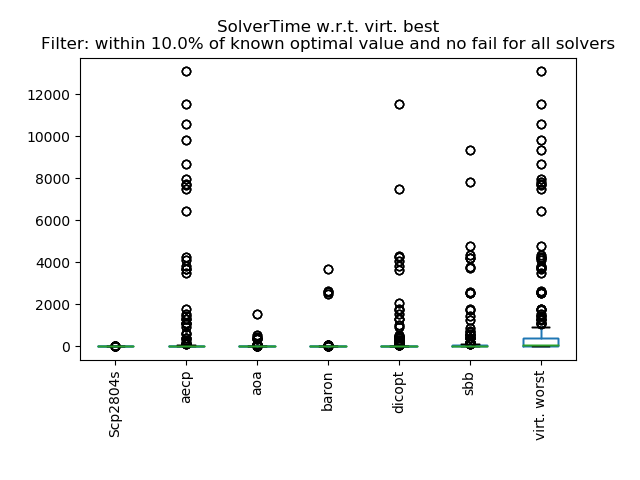 SolverTime w.r.t. virt. best
Filter: within 10.0% of known optimal value and no fail for all solvers
12000
10000
8000
6000
4000
2000
0
Scp2804s
aecp
aoa
baron
dicopt
sbb
virt. worst